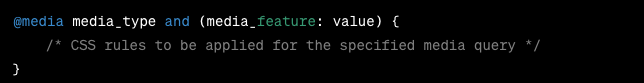 @media media_type and (media_feature: value) {
    /* CSS rules to be applied for the specified media query */
}